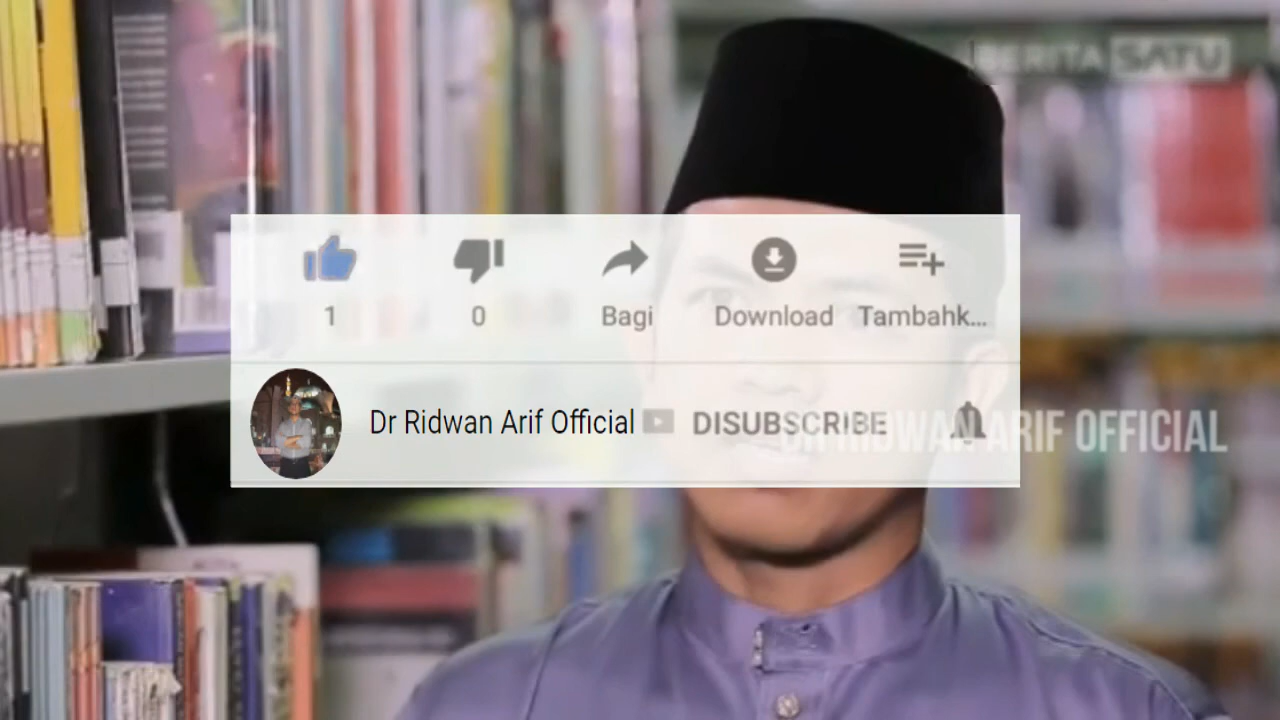 BERITA SATU
1
0
Bagi
Download
Tambahk...
Dr Ridwan Arif Official
DISUBSCRIBE
DR RIDWAN ARIF OFFICIAL